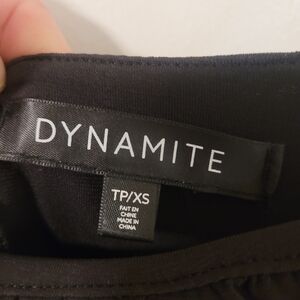 DYNAMITE
TP/XS
FAIT EN
CHINE
MADE IN
CHINA